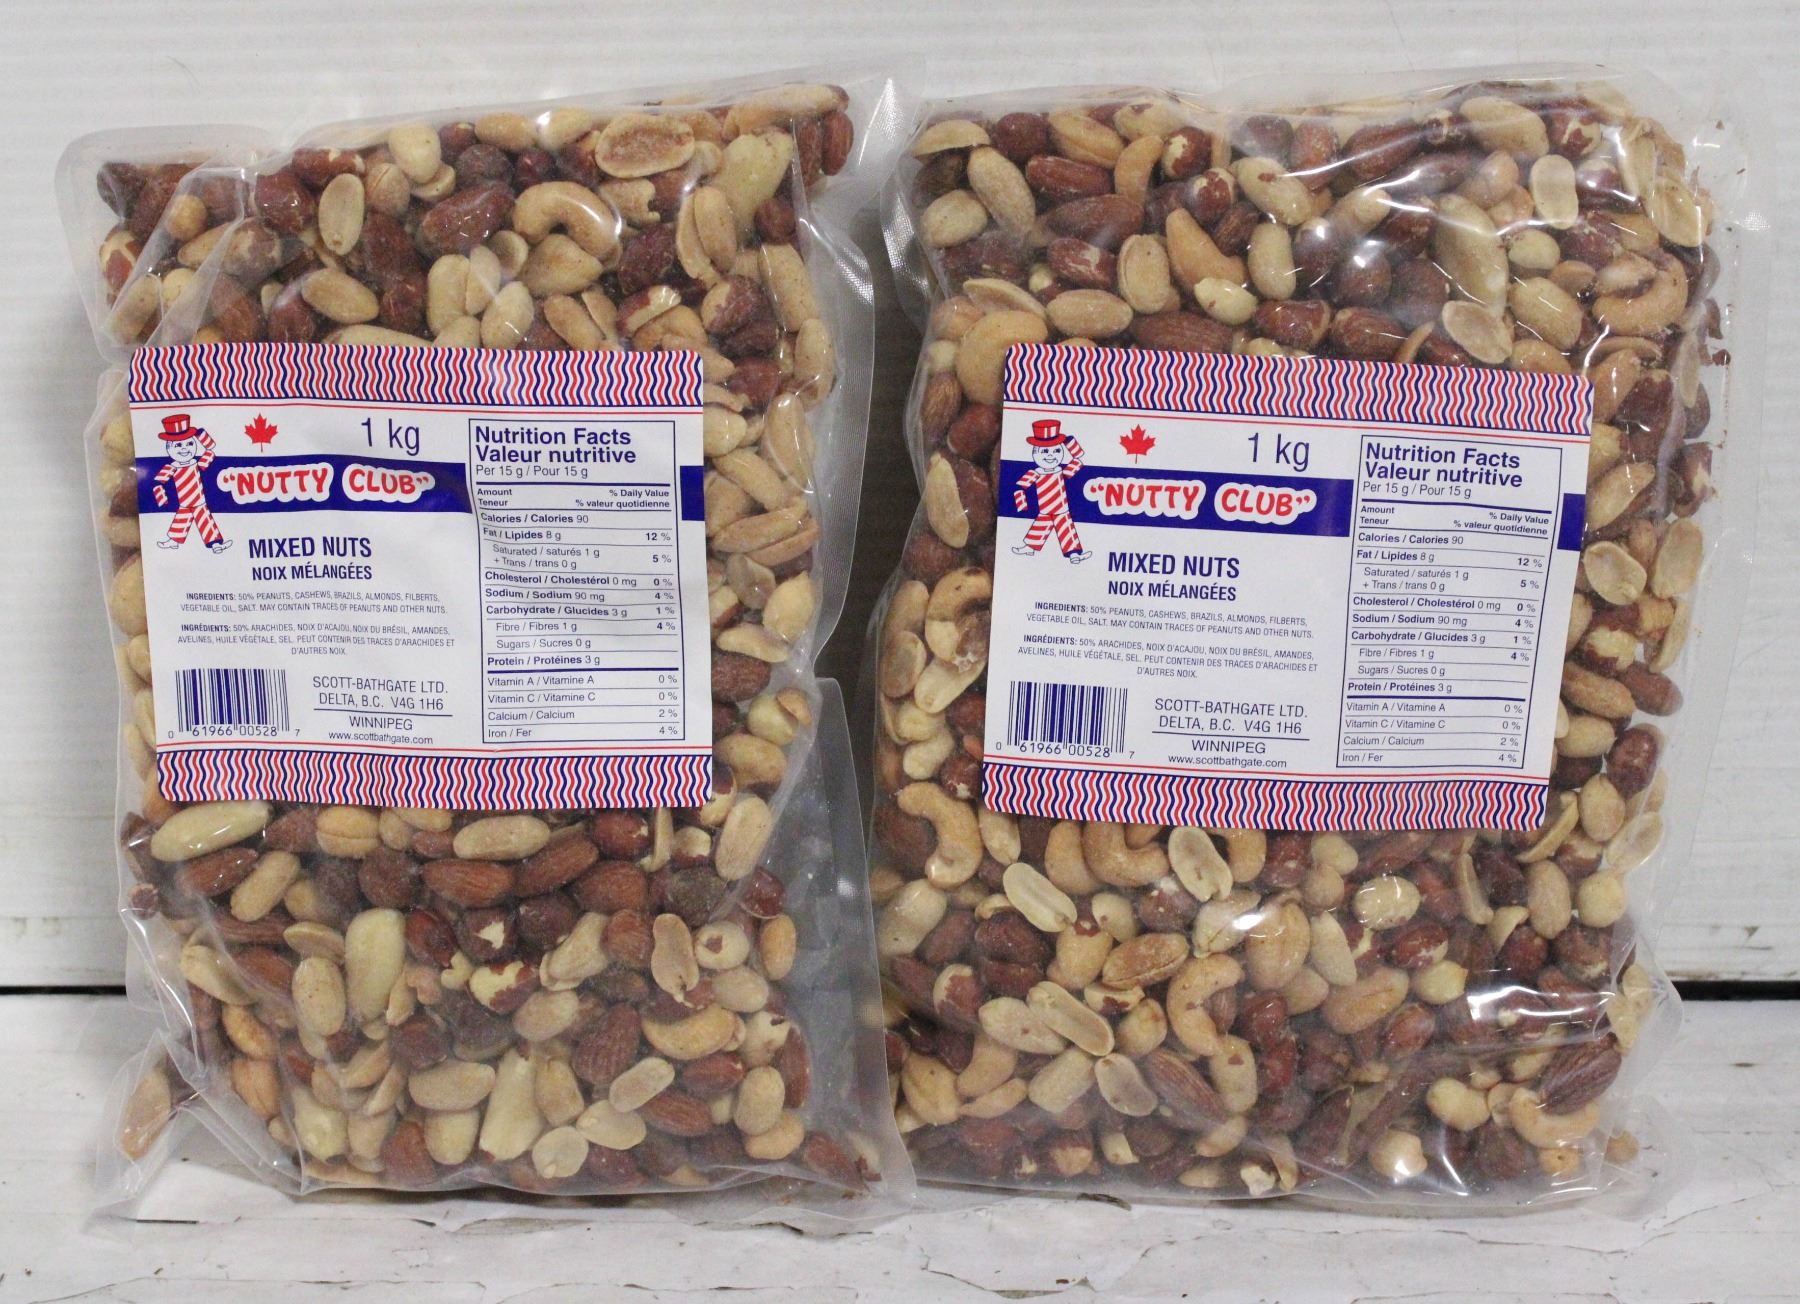 1 kg
“NUTTY CLUB”
MIXED NUTS
NOIX MÉLANGÉES
INGREDIENTS: 50% PEANUTS, CASHEWS, BRAZILS, ALMONDS, FILBERTS,
VEGETABLE OIL, SALT. MAY CONTAIN TRACES OF PEANUTS AND OTHER NUTS.
INGRÉDIENTS: 50% ARACHIDES, NOIX D'ACAJOU, NOIX DU BRÉSIL, AMANDES,
AVELINES, HUILE VÉGÉTALE, SEL. PEUT CONTENIR DES TRACES D'ARACHIDES ET
D'AUTRES NOIX.
0 61966 00528 7
SCOTT-BATHGATE LTD.
DELTA, B.C. V4G 1H6
WINNIPEG
www.scottbathgate.com
Nutrition Facts
Valeur nutritive
Per 15 g / Pour 15 g
Amount % Daily Value
Teneur % valeur quotidienne
Calories / Calories 90
Fat / Lipides 8 g 12 %
Saturated / saturés 1 g
+ Trans / trans 0 g 5 %
Cholesterol / Cholestérol 0 mg 0 %
Sodium / Sodium 90 mg 4 %
Carbohydrate / Glucides 3 g 1 %
Fibre / Fibres 1 g 4 %
Sugars / Sucres 0 g
Protein / Protéines 3 g
Vitamin A / Vitamine A 0 %
Vitamin C / Vitamine C 0 %
Calcium / Calcium 2 %
Iron / Fer 4 %
1 kg
“NUTTY CLUB”
MIXED NUTS
NOIX MÉLANGÉES
INGREDIENTS: 50% PEANUTS, CASHEWS, BRAZILS, ALMONDS, FILBERTS,
VEGETABLE OIL, SALT. MAY CONTAIN TRACES OF PEANUTS AND OTHER NUTS.
INGRÉDIENTS: 50% ARACHIDES, NOIX D'ACAJOU, NOIX DU BRÉSIL, AMANDES,
AVELINES, HUILE VÉGÉTALE, SEL. PEUT CONTENIR DES TRACES D'ARACHIDES ET
D'AUTRES NOIX.
0 61966 00528 7
SCOTT-BATHGATE LTD.
DELTA, B.C. V4G 1H6
WINNIPEG
www.scottbathgate.com
Nutrition Facts
Valeur nutritive
Per 15 g / Pour 15 g
Amount % Daily Value
Teneur % valeur quotidienne
Calories / Calories 90
Fat / Lipides 8 g 12 %
Saturated / saturés 1 g
+ Trans / trans 0 g 5 %
Cholesterol / Cholestérol 0 mg 0 %
Sodium / Sodium 90 mg 4 %
Carbohydrate / Glucides 3 g 1 %
Fibre / Fibres 1 g 4 %
Sugars / Sucres 0 g
Protein / Protéines 3 g
Vitamin A / Vitamine A 0 %
Vitamin C / Vitamine C 0 %
Calcium / Calcium 2 %
Iron / Fer 4 %